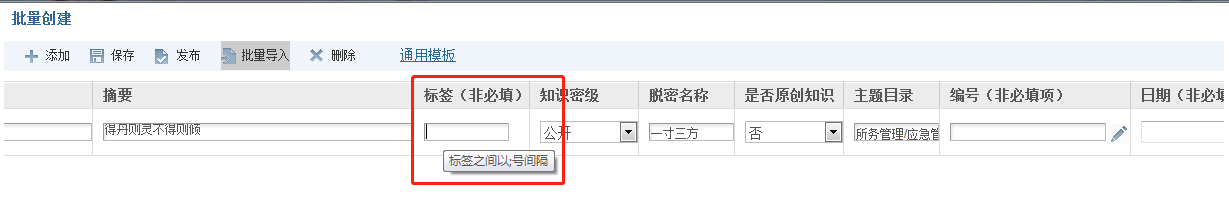 批量创建
添加 保存 发布 批量导入 删除 通用模板
摘要 标签（非必填） 知识密级 脱密名称 是否原创知识 主题目录 编号（非必填项） 日期（非必填
得丹则灵不得则倾 公开 一寸三方 否 所务管理/应急管
标签之间以;号间隔